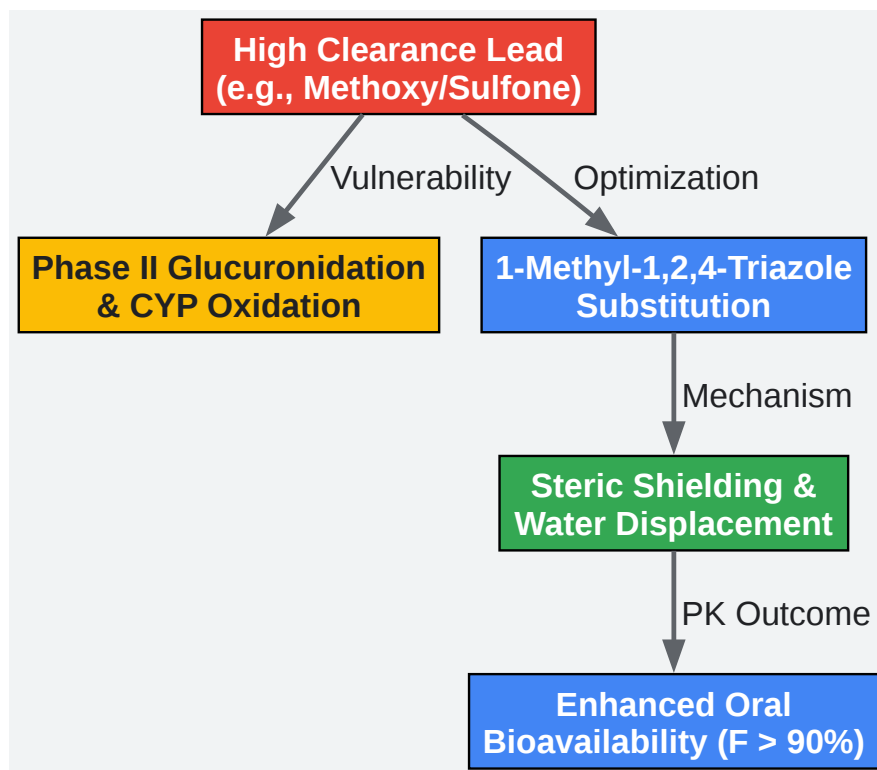 High Clearance Lead
(e.g., Methoxy/Sulfone)
Vulnerability
Optimization
Phase II Glucuronidation
& CYP Oxidation
1-Methyl-1,2,4-Triazole
Substitution
Mechanism
Steric Shielding &
Water Displacement
PK Outcome
Enhanced Oral
Bioavailability (F > 90%)